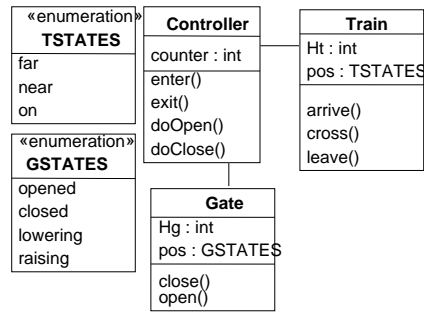 «enumeration»
TSTATES
far
near
on
«enumeration»
GSTATES
opened
closed
lowering
raising
Controller
counter : int
enter()
exit()
doOpen()
doClose()
Train
Ht : int
pos : TSTATES
arrive()
cross()
leave()
Gate
Hg : int
pos : GSTATES
close()
open()